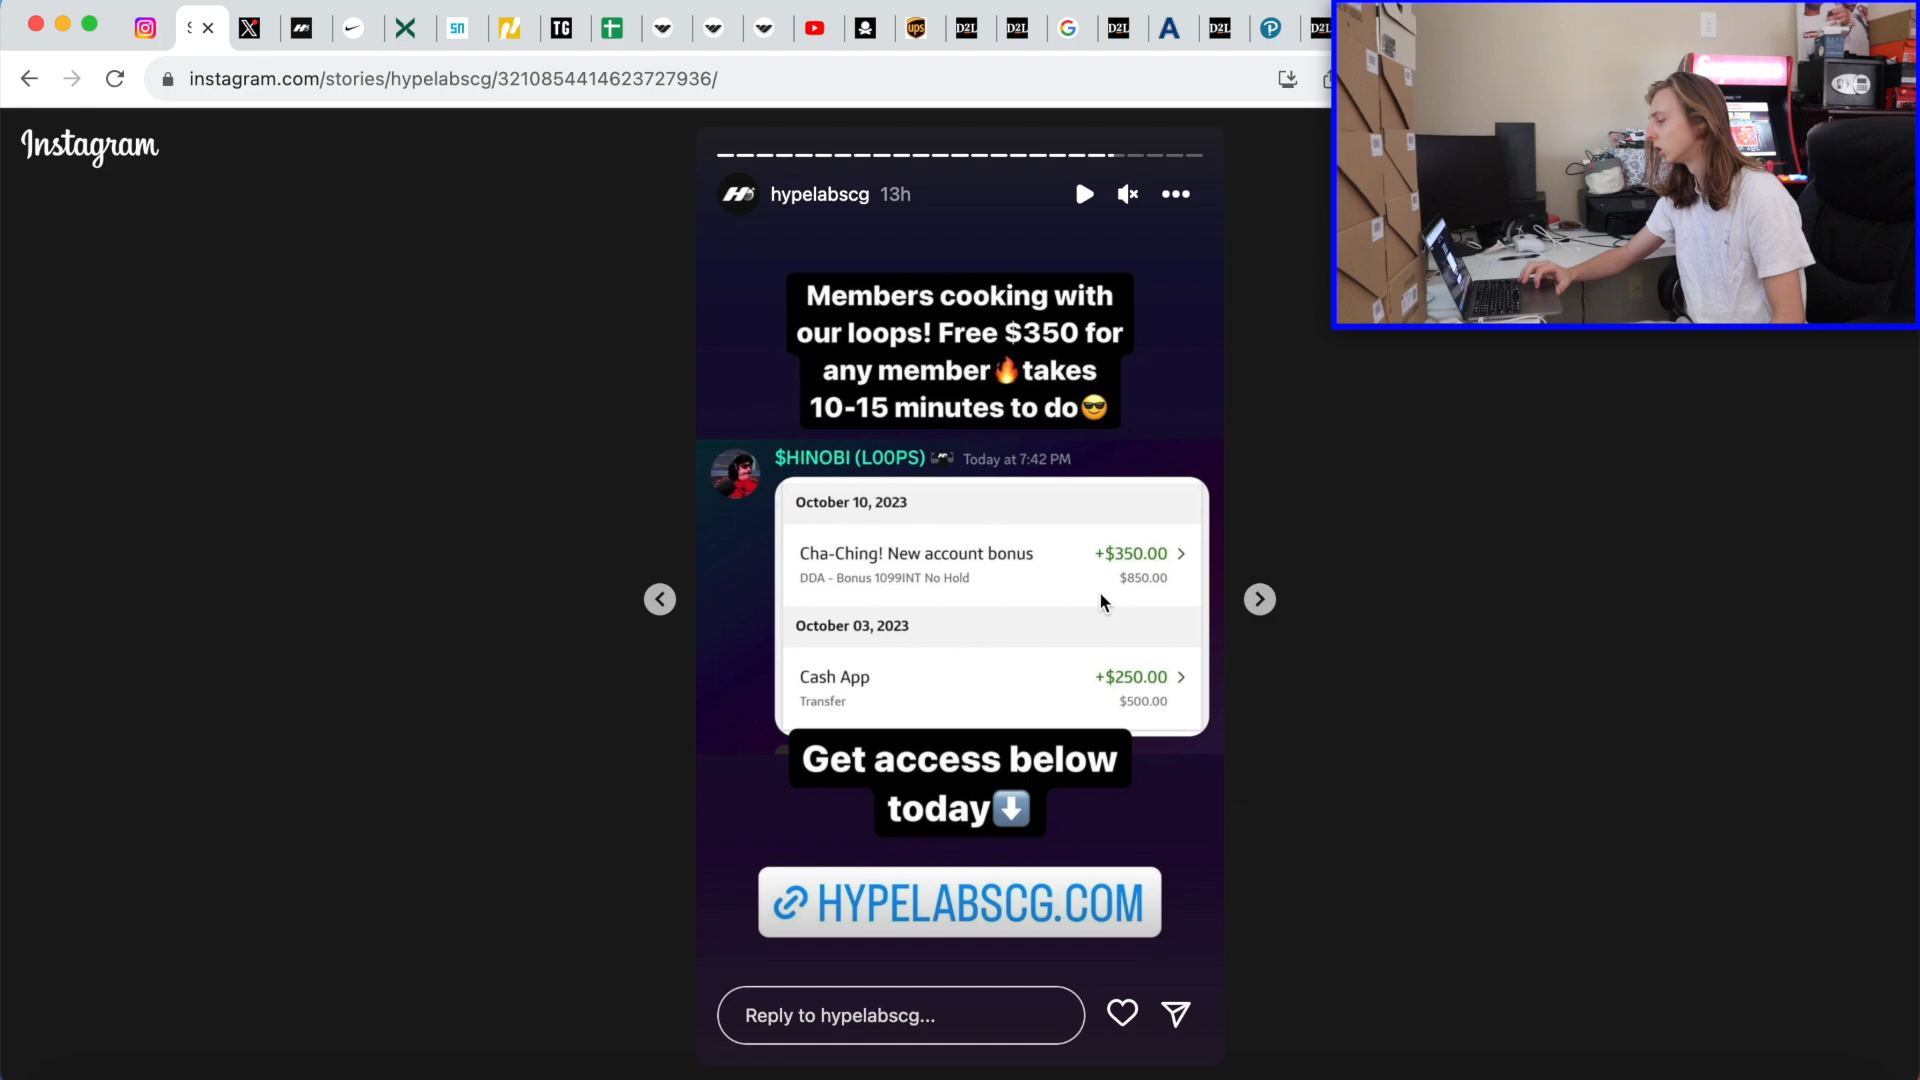 instagram.com/stories/hypelabscg/3210854414623727936/
Instagram
hypelabscg 13h
Members cooking with
our loops! Free $350 for
any member🔥takes
10-15 minutes to do😎
$HINOBI (L00PS) Today at 7:42 PM
October 10, 2023
Cha-Ching! New account bonus +$350.00
DDA - Bonus 1099INT No Hold $850.00
October 03, 2023
Cash App +$250.00
Transfer $500.00
Get access below
today⬇️
HYPELABSCG.COM
Reply to hypelabscg...